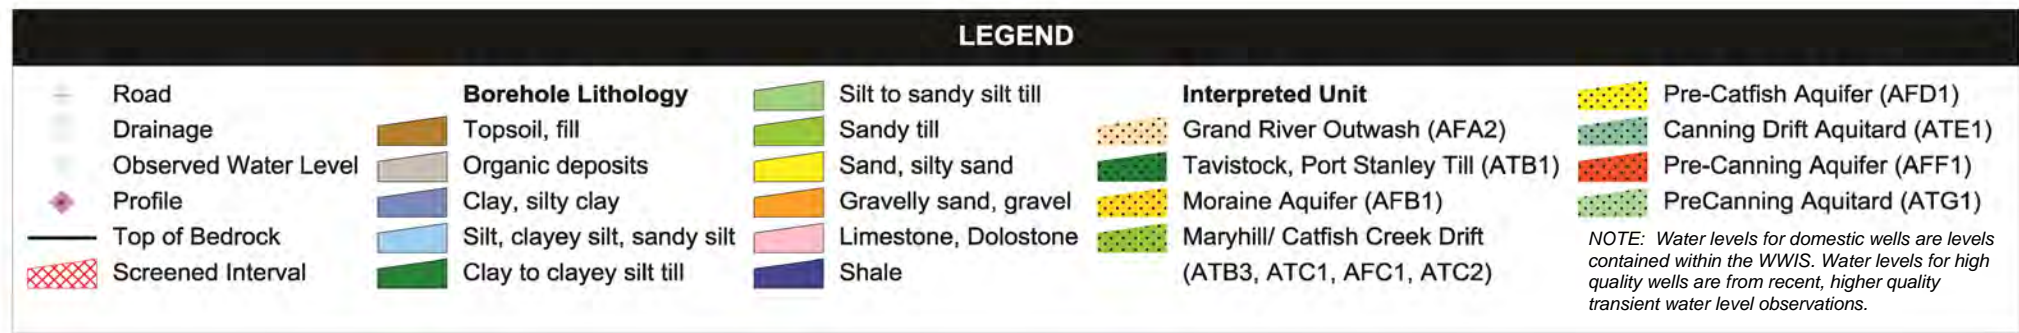 LEGEND
Road
Drainage
Observed Water Level
Profile
Top of Bedrock
Screened Interval
Borehole Lithology
Topsoil, fill
Organic deposits
Clay, silty clay
Silt, clayey silt, sandy silt
Clay to clayey silt till
Silt to sandy silt till
Sandy till
Sand, silty sand
Gravelly sand, gravel
Limestone, Dolostone
Shale
Interpreted Unit
Grand River Outwash (AFA2)
Tavistock, Port Stanley Till (ATB1)
Moraine Aquifer (AFB1)
Maryhill/ Catfish Creek Drift
(ATB3, ATC1, AFC1, ATC2)
Pre-Catfish Aquifer (AFD1)
Canning Drift Aquitard (ATE1)
Pre-Canning Aquifer (AFF1)
PreCanning Aquitard (ATG1)
NOTE: Water levels for domestic wells are levels
contained within the WWIS. Water levels for high
quality wells are from recent, higher quality
transient water level observations.